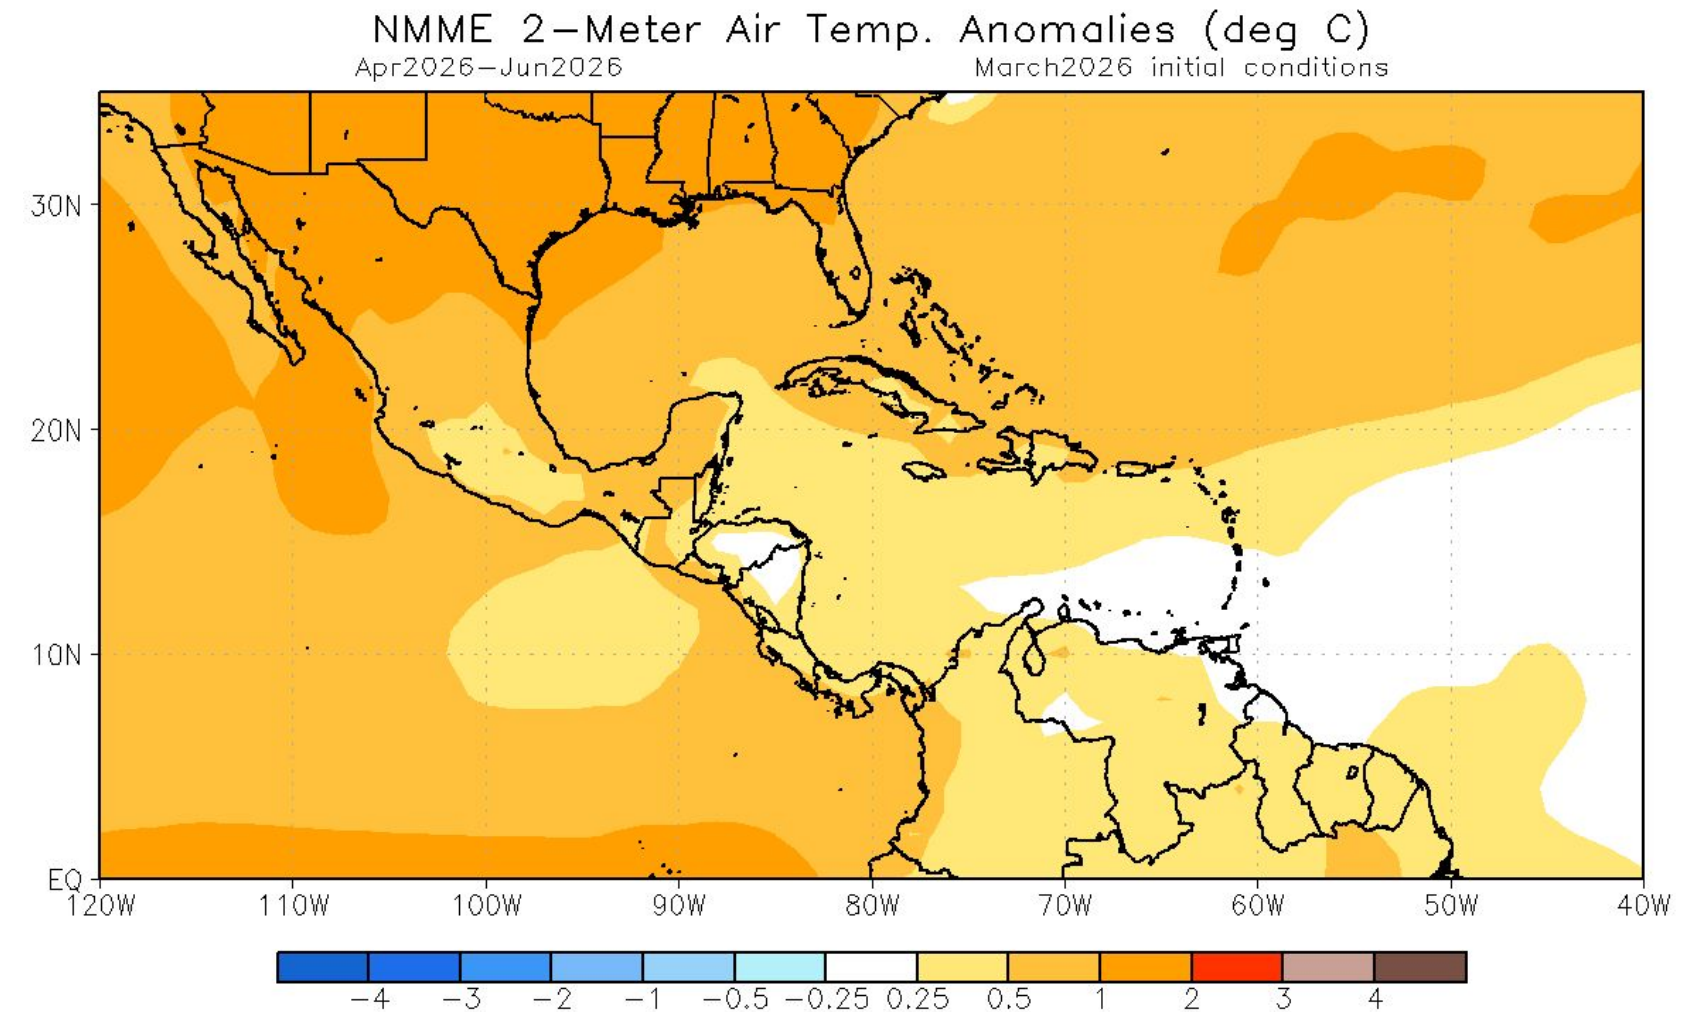 NMME 2-Meter Air Temp. Anomalies (deg C)
Apr2026-Jun2026 March2026 initial conditions
30N
20N
10N
EQ
120W 110W 100W 90W 80W 70W 60W 50W 40W
-4 -3 -2 -1 -0.5 -0.25 0.25 0.5 1 2 3 4